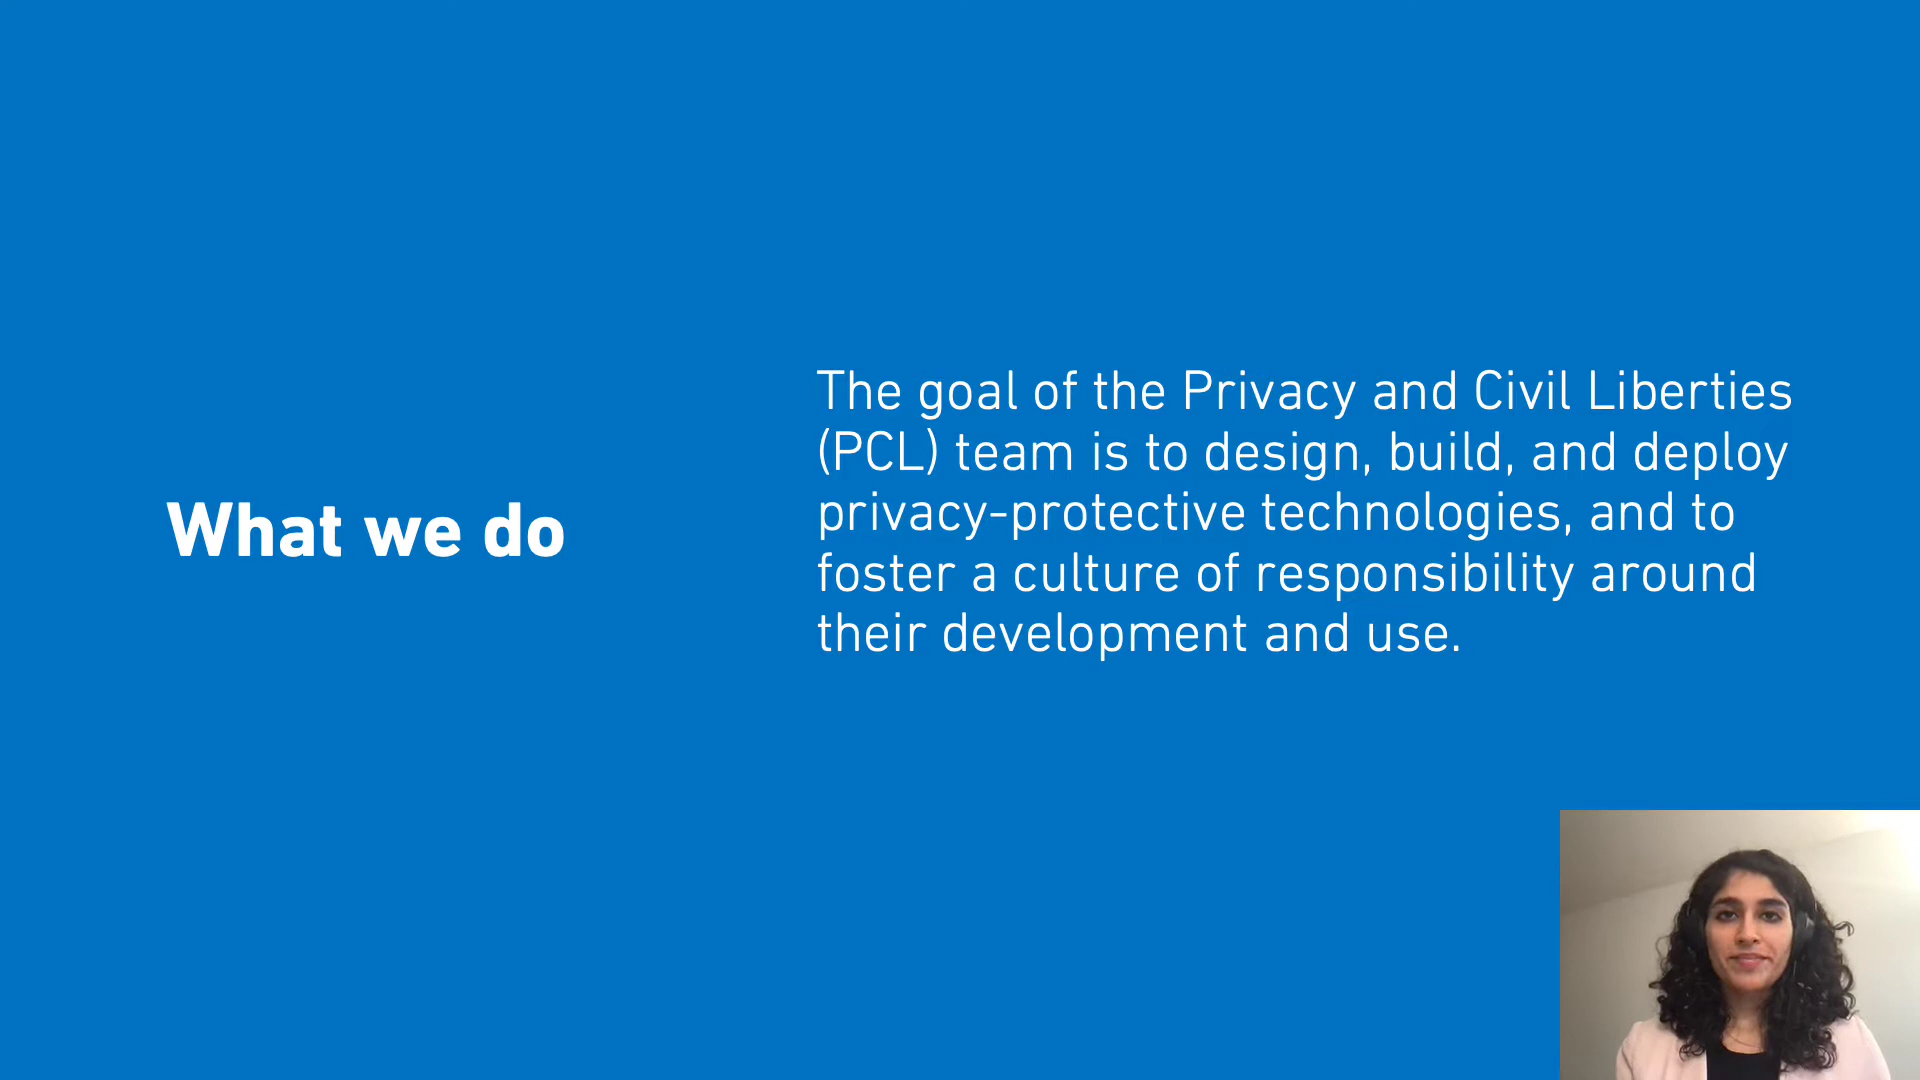 What we do
The goal of the Privacy and Civil Liberties
(PCL) team is to design, build, and deploy
privacy-protective technologies, and to
foster a culture of responsibility around
their development and use.